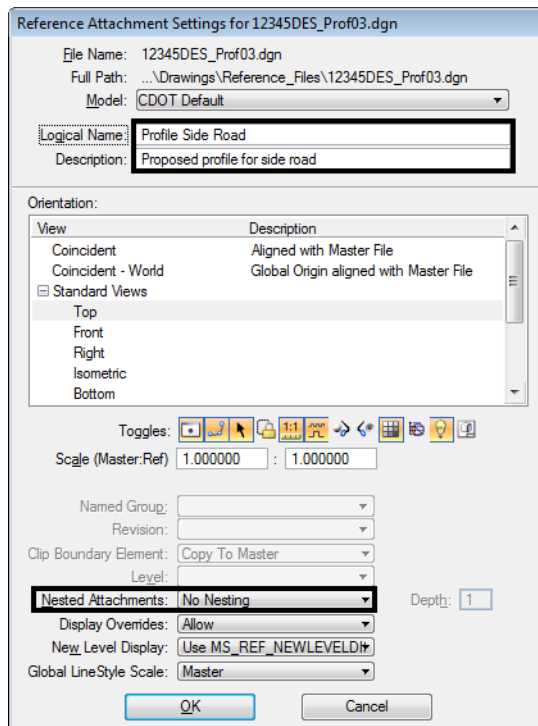 Reference Attachment Settings for 12345DES_Prof03.dgn
File Name: 12345DES_Prof03.dgn
Full Path: ...\Drawings\Reference_Files\12345DES_Prof03.dgn
Model: CDOT Default
Logical Name: Profile Side Road
Description: Proposed profile for side road
Orientation:
View Description
Coincident Aligned with Master File
Coincident - World Global Origin aligned with Master File
Standard Views
Top
Front
Right
Isometric
Bottom
Toggles: 1:1
Scale (Master:Ref) 1.000000 : 1.000000
Named Group:
Revision:
Clip Boundary Element: Copy To Master
Level:
Nested Attachments: No Nesting Depth: 1
Display Overrides: Allow
New Level Display: Use MS_REF_NEWLEVELDI
Global LineStyle Scale: Master
OK Cancel